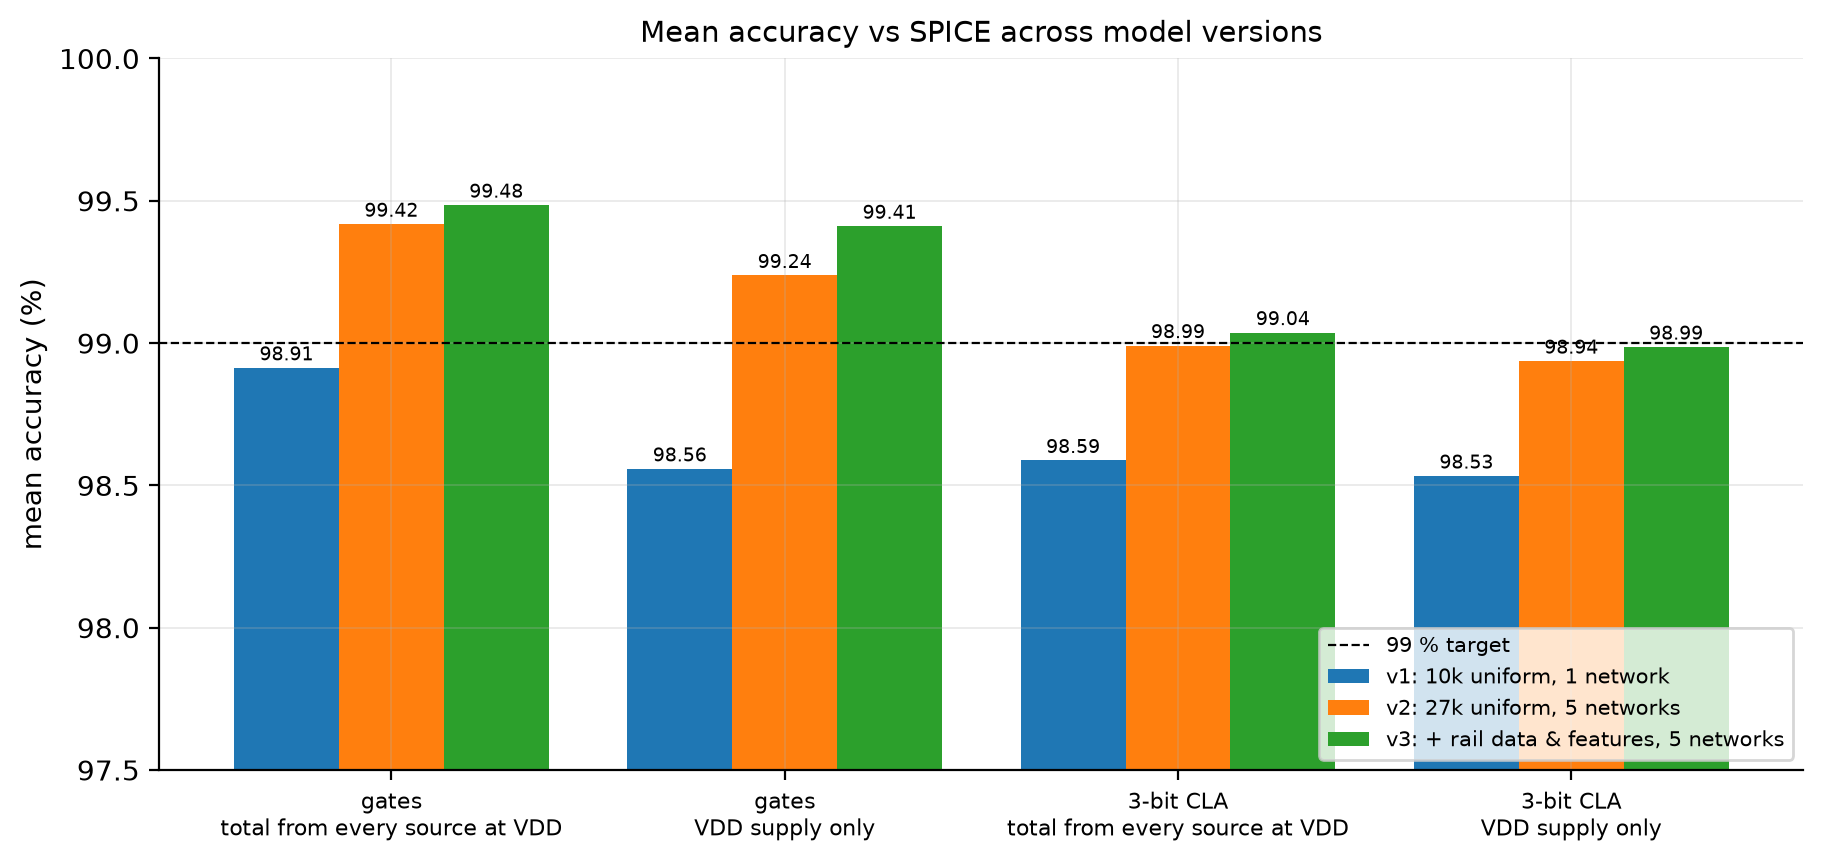 Mean accuracy vs SPICE across model versions
mean accuracy (%)
100.0
99.5
99.0
98.5
98.0
97.5
98.91
99.42
99.48
98.56
99.24
99.41
98.59
98.99
99.04
98.53
98.94
98.99
99 % target
v1: 10k uniform, 1 network
v2: 27k uniform, 5 networks
v3: + rail data & features, 5 networks
gates
total from every source at VDD
gates
VDD supply only
3-bit CLA
total from every source at VDD
3-bit CLA
VDD supply only